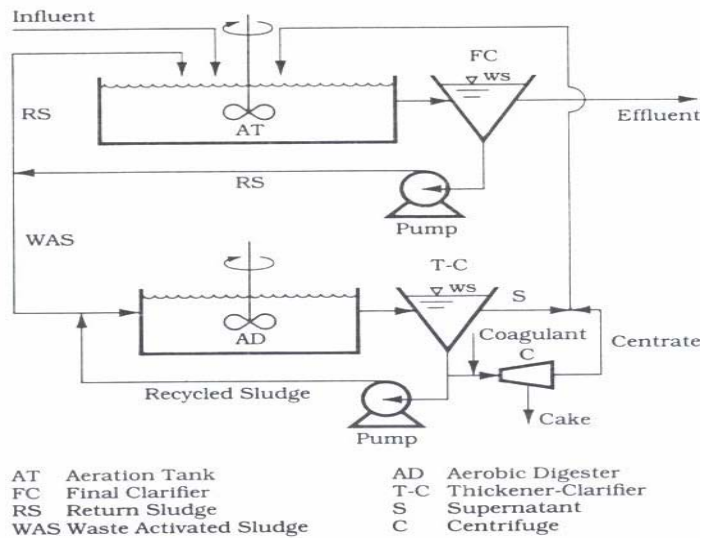 Influent
FC
WS
RS
AT
Effluent
RS
Pump
WAS
T-C
WS
S
Coagulant
AD
C
Centrate
Recycled Sludge
Cake
Pump
AT Aeration Tank
FC Final Clarifier
RS Return Sludge
WAS Waste Activated Sludge
AD Aerobic Digester
T-C Thickener-Clarifier
S Supernatant
C Centrifuge